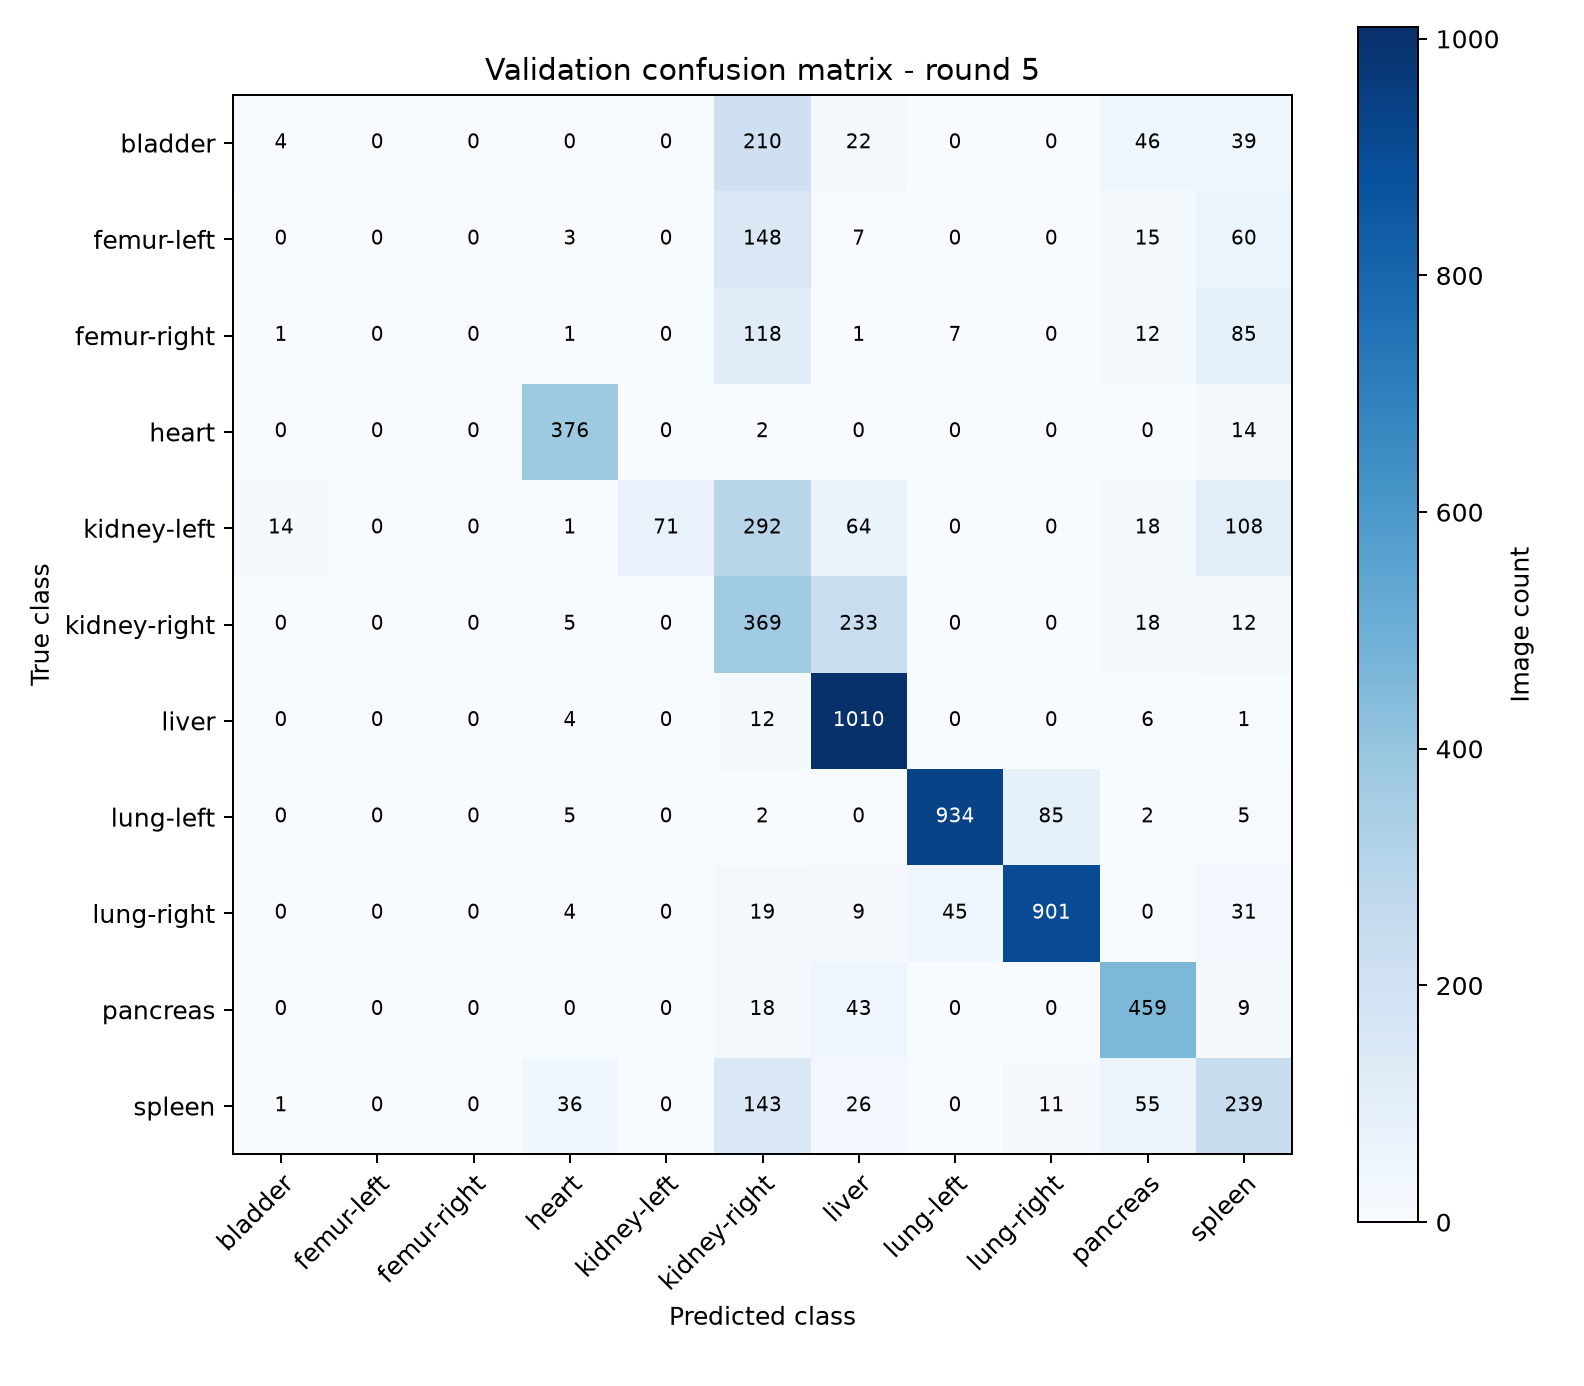 Validation confusion matrix - round 5
bladder 4 0 0 0 0 210 22 0 0 46 39
femur-left 0 0 0 3 0 148 7 0 0 15 60
femur-right 1 0 0 1 0 118 1 7 0 12 85
heart 0 0 0 376 0 2 0 0 0 0 14
kidney-left 14 0 0 1 71 292 64 0 0 18 108
kidney-right 0 0 0 5 0 369 233 0 0 18 12
liver 0 0 0 4 0 12 1010 0 0 6 1
lung-left 0 0 0 5 0 2 0 934 85 2 5
lung-right 0 0 0 4 0 19 9 45 901 0 31
pancreas 0 0 0 0 0 18 43 0 0 459 9
spleen 1 0 0 36 0 143 26 0 11 55 239
True class
bladder femur-left femur-right heart kidney-left kidney-right liver lung-left lung-right pancreas spleen
Predicted class
1000
800
600
400
200
0
Image count